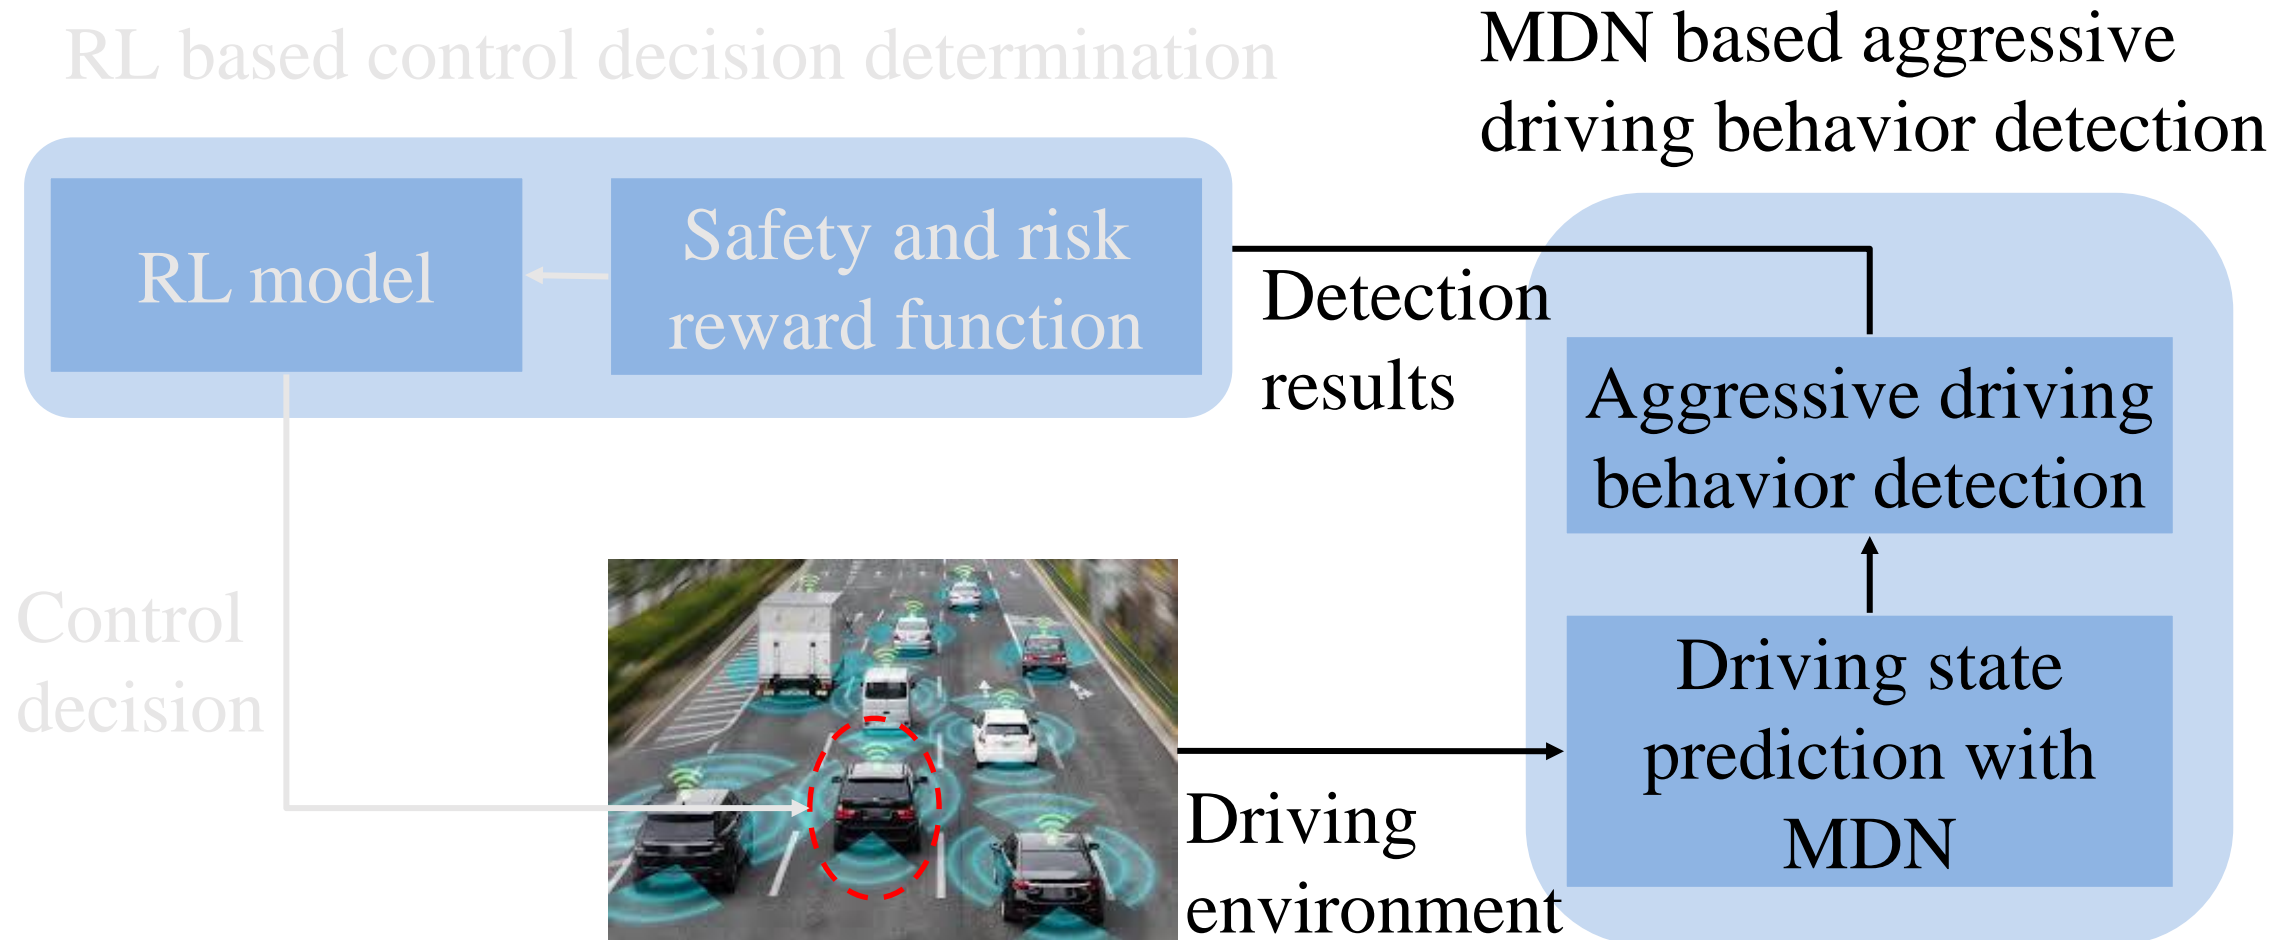 RL based control decision determination
MDN based aggressive
driving behavior detection
RL model
Safety and risk
reward function
Detection
results
Aggressive driving
behavior detection
Control
decision
Driving state
prediction with
MDN
Driving
environment